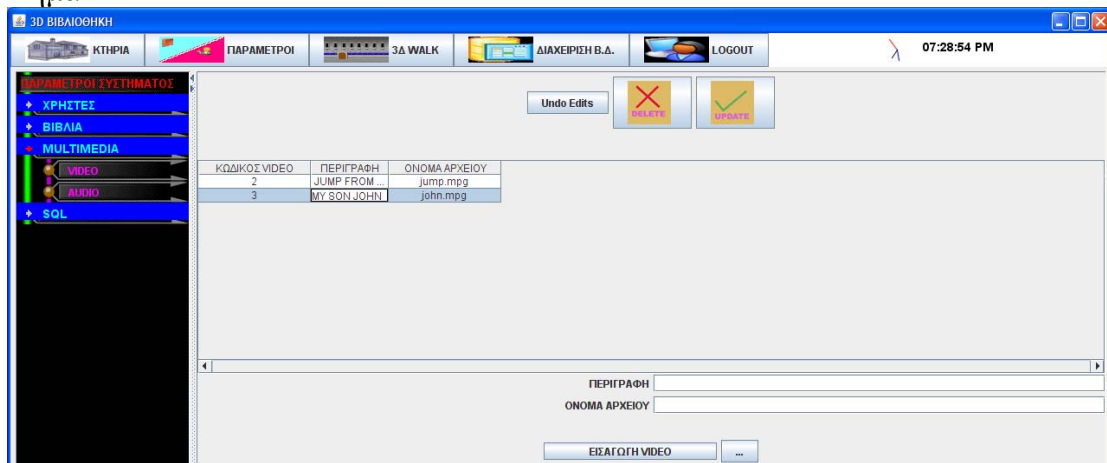 3D ΒΙΒΛΙΟΘΗΚΗ
ΚΤΗΡΙΑ ΠΑΡΑΜΕΤΡΟΙ 3Δ WALK ΔΙΑΧΕΙΡΙΣΗ Β.Δ. LOGOUT 07:28:54 PM
ΠΑΡΑΜΕΤΡΟΙ ΣΥΣΤΗΜΑΤΟΣ
ΧΡΗΣΤΕΣ
ΒΙΒΛΙΑ
MULTIMEDIA
VIDEO
AUDIO
SQL
Undo Edits DELETE UPDATE
ΚΩΔΙΚΟΣ VIDEO ΠΕΡΙΓΡΑΦΗ ΟΝΟΜΑ ΑΡΧΕΙΟΥ
2 JUMP FROM ... jump.mpg
3 MY SON JOHN john.mpg
ΠΕΡΙΓΡΑΦΗ
ΟΝΟΜΑ ΑΡΧΕΙΟΥ
ΕΙΣΑΓΩΓΗ VIDEO ...